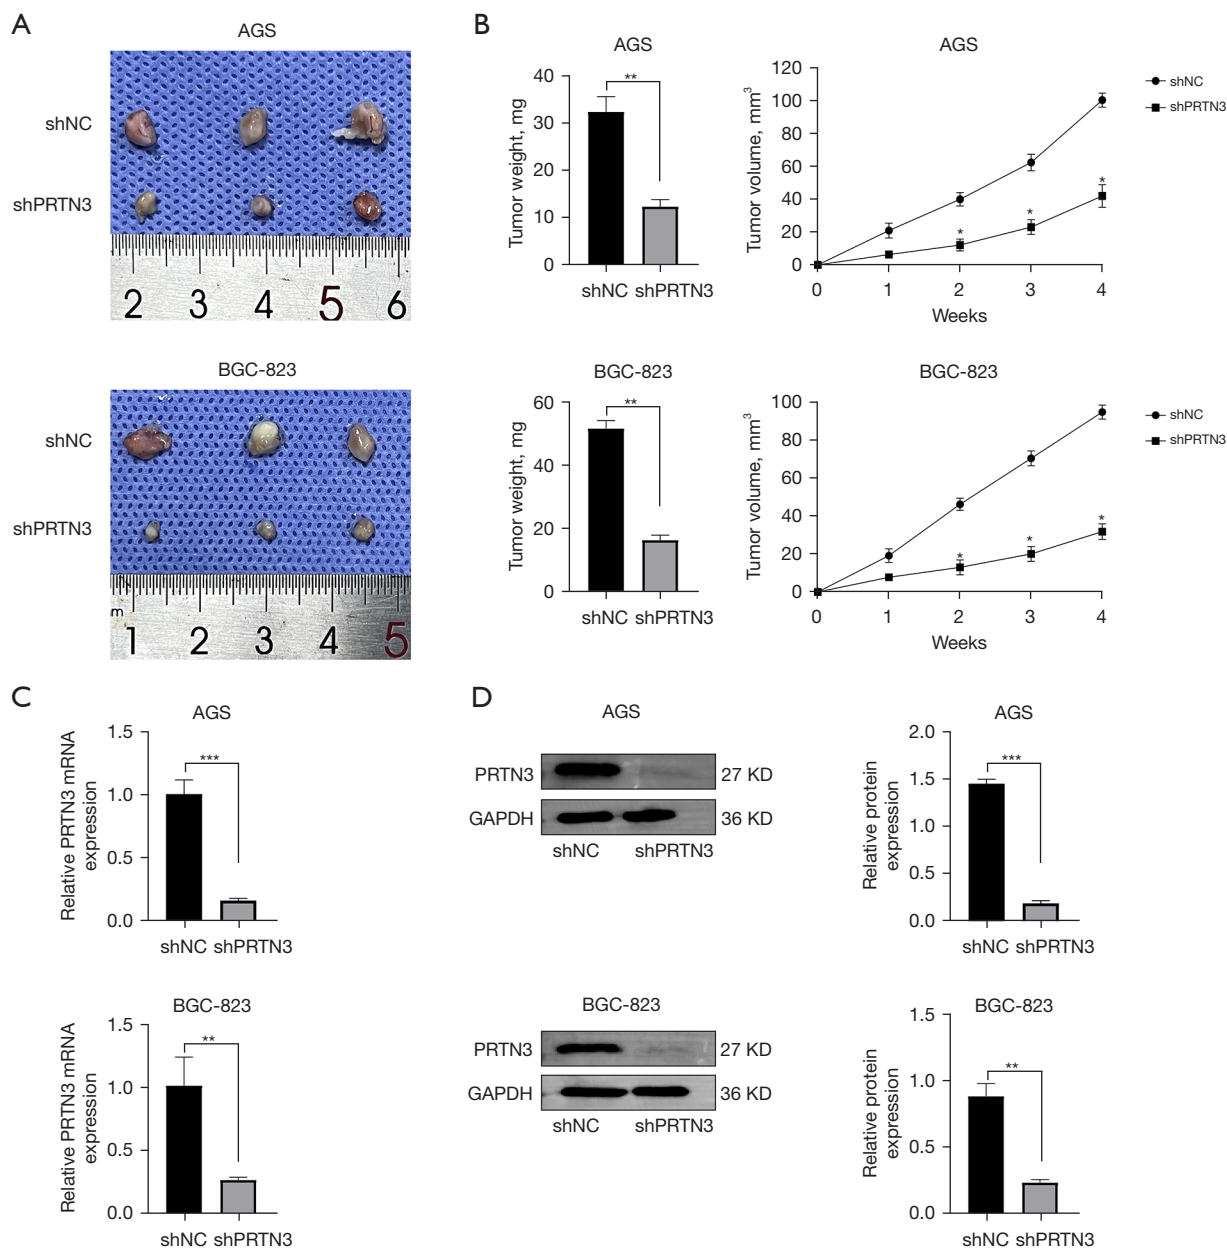 A
AGS
shNC
shPRTN3
2 3 4 5 6
BGC-823
shNC
shPRTN3
m
1 2 3 4 5
B
AGS
Tumor weight, mg
40
30
20
10
0
**
shNC shPRTN3
AGS
Tumor volume, mm³
120
100
80
60
40
20
0
* * *
0 1 2 3 4
Weeks
shNC
shPRTN3
BGC-823
Tumor weight, mg
60
40
20
0
**
shNC shPRTN3
BGC-823
Tumor volume, mm³
100
80
60
40
20
0
* * *
0 1 2 3 4
Weeks
shNC
shPRTN3
C
AGS
Relative PRTN3 mRNA
expression
1.5
1.0
0.5
0.0
***
shNC shPRTN3
BGC-823
Relative PRTN3 mRNA
expression
1.5
1.0
0.5
0.0
**
shNC shPRTN3
D
AGS
PRTN3 27 KD
GAPDH 36 KD
shNC shPRTN3
AGS
Relative protein
expression
2.0
1.5
1.0
0.5
0.0
***
shNC shPRTN3
BGC-823
PRTN3 27 KD
GAPDH 36 KD
shNC shPRTN3
BGC-823
Relative protein
expression
1.5
1.0
0.5
0.0
**
shNC shPRTN3